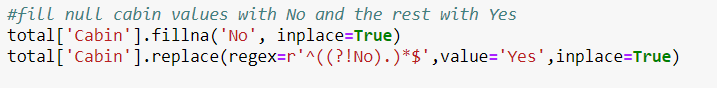 #fill null cabin values with No and the rest with Yes
total['Cabin'].fillna('No', inplace=True)
total['Cabin'].replace(regex=r'^((?!No).)*$',value='Yes',inplace=True)